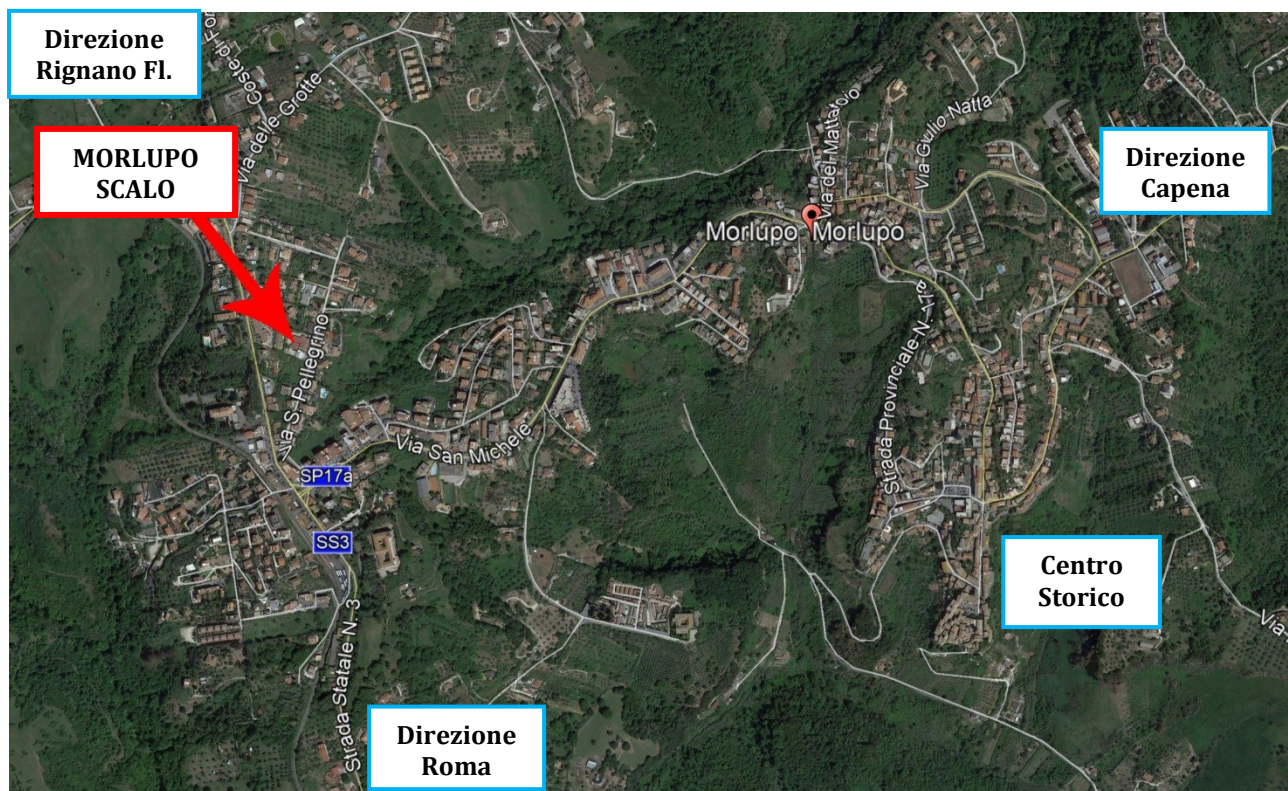 Direzione
Rignano Fl.
MORLUPO
SCALO
Via delle Grotte
Via del Mattatoio
Via Giulio Natta
Direzione
Capena
Morlupo
Morlupo
Via S. Pellegrino
Strada Provinciale N.
Via San Michele
SP17a
SS3
Centro
Storico
Via
Strada Statale N. 3
Direzione
Roma